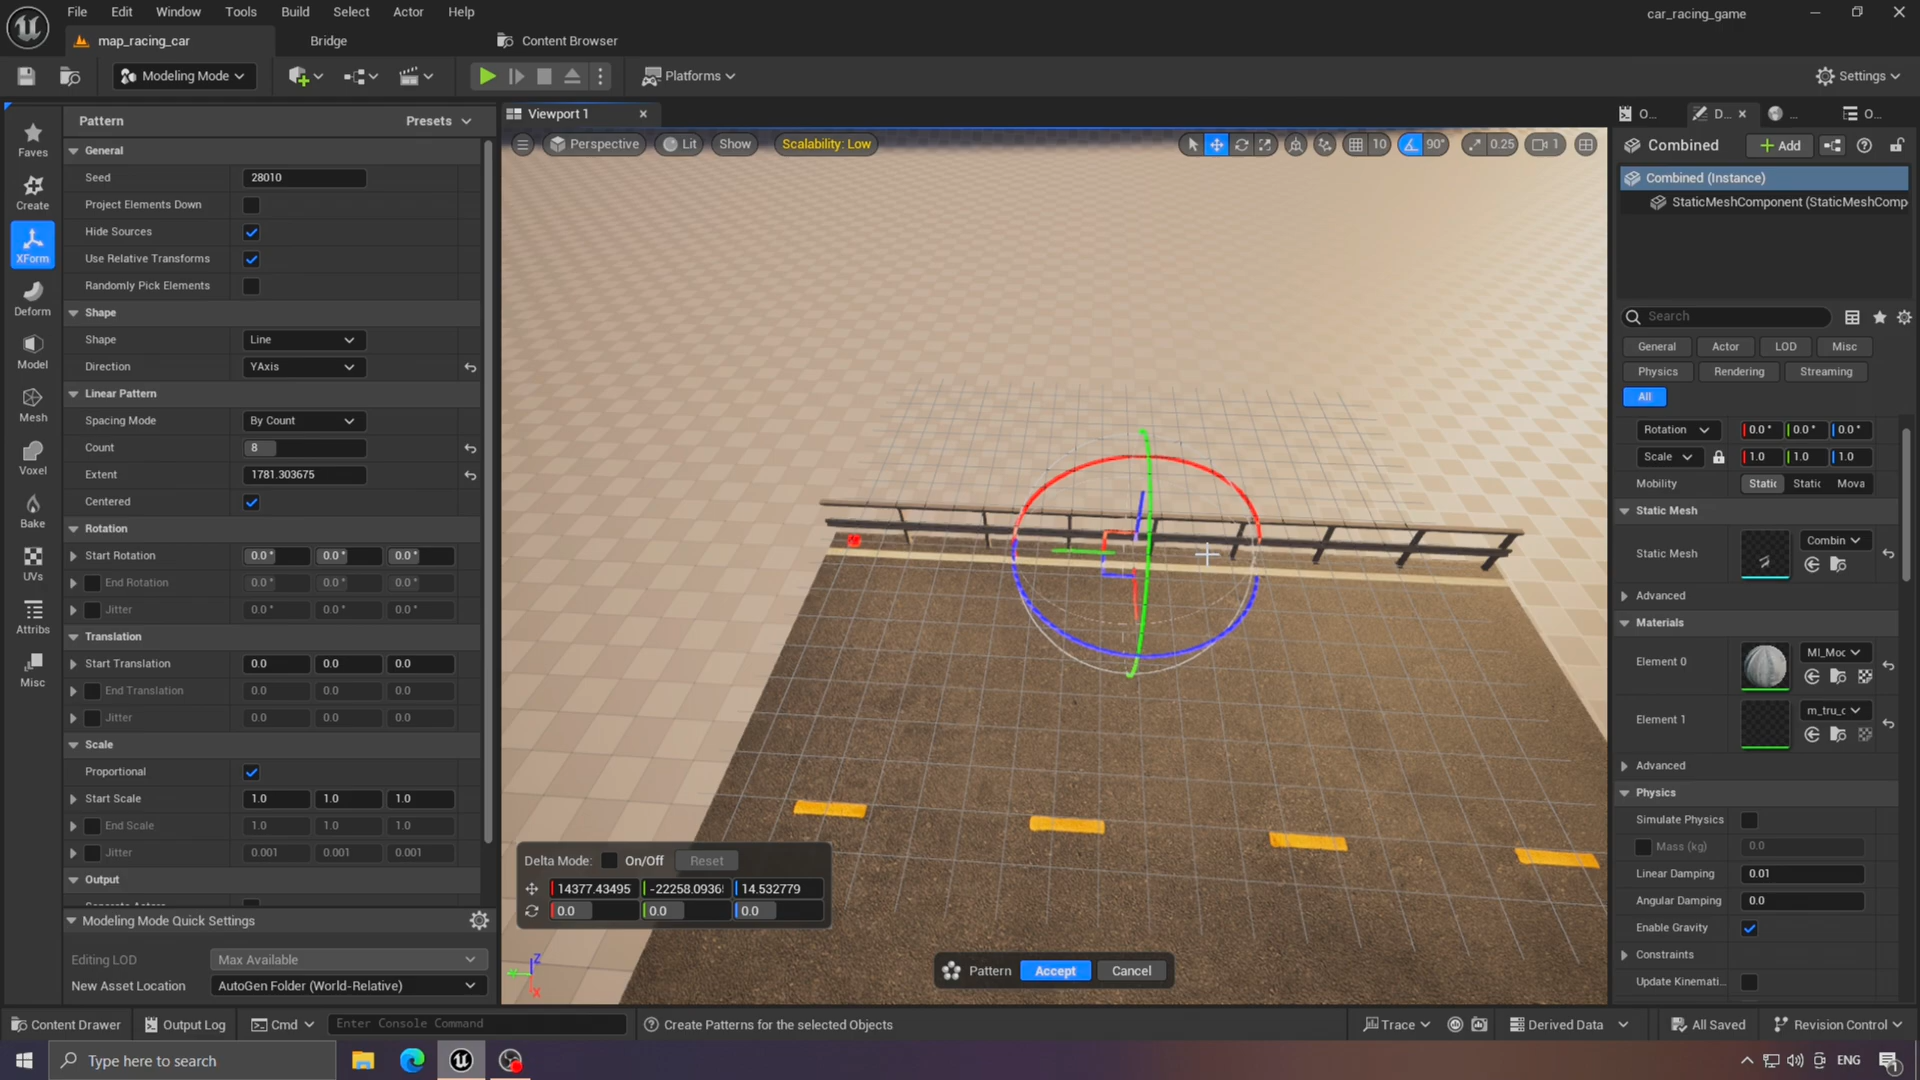 File Edit Window Tools Build Select Actor Help
car_racing_game
map_racing_car
Bridge
Content Browser
Modeling Mode
Platforms
Settings
Pattern
Presets
Viewport 1
O...
D...
...
O...
Faves
Create
XForm
Deform
Model
Mesh
Voxel
Bake
UVs
Attribs
Misc
General
Seed 28010
Project Elements Down
Hide Sources
Use Relative Transforms
Randomly Pick Elements
Shape
Shape Line
Direction YAxis
Linear Pattern
Spacing Mode By Count
Count 8
Extent 1781.303675
Centered
Rotation
Start Rotation 0.0° 0.0° 0.0°
End Rotation 0.0° 0.0° 0.0°
Jitter 0.0° 0.0° 0.0°
Translation
Start Translation 0.0 0.0 0.0
End Translation 0.0 0.0 0.0
Jitter 0.0 0.0 0.0
Scale
Proportional
Start Scale 1.0 1.0 1.0
End Scale 1.0 1.0 1.0
Jitter 0.001 0.001 0.001
Output
Modeling Mode Quick Settings
Editing LOD Max Available
New Asset Location AutoGen Folder (World-Relative)
Perspective Lit Show Scalability: Low
10 90° 0.25 1
Delta Mode: On/Off Reset
14377.43495 -22258.0936
14.532779
0.0 0.0 0.0
Z
X
Pattern Accept Cancel
Combined
Add
Combined (Instance)
StaticMeshComponent (StaticMeshComp
Search
General Actor LOD Misc
Physics Rendering Streaming
All
Rotation 0.0° 0.0° 0.0°
Scale 1.0 1.0 1.0
Mobility Static Static Mova
Static Mesh
Static Mesh Combin
Advanced
Materials
Element 0 MI_Moc
Element 1 m_tru_c
Advanced
Physics
Simulate Physics
Mass (kg) 0.0
Linear Damping 0.01
Angular Damping 0.0
Enable Gravity
Constraints
Update Kinemati...
Content Drawer
Output Log
Cmd
Enter Console Command
Create Patterns for the selected Objects
Trace
Derived Data
All Saved
Revision Control
Type here to search
ENG
1